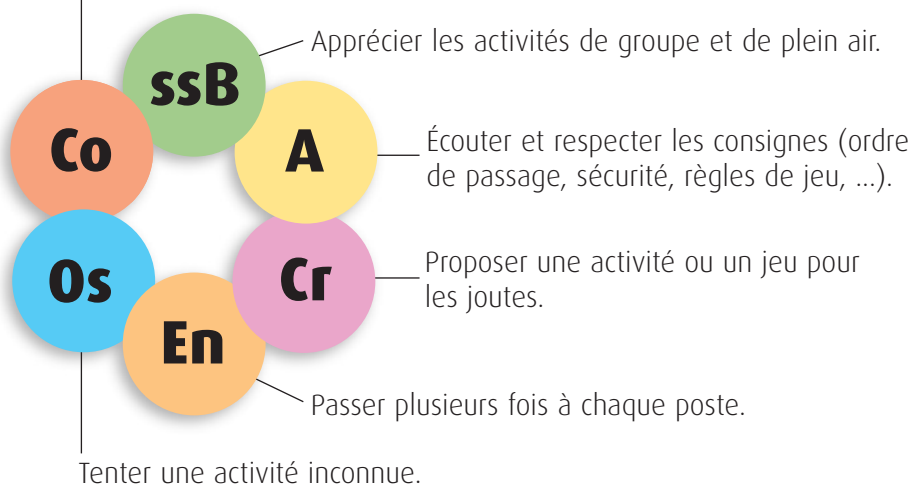 ssB
Apprécier les activités de groupe et de plein air.
Co
A
Écouter et respecter les consignes (ordre
de passage, sécurité, règles de jeu, ...).
Os
Cr
Proposer une activité ou un jeu pour
les joutes.
En
Passer plusieurs fois à chaque poste.
Tenter une activité inconnue.